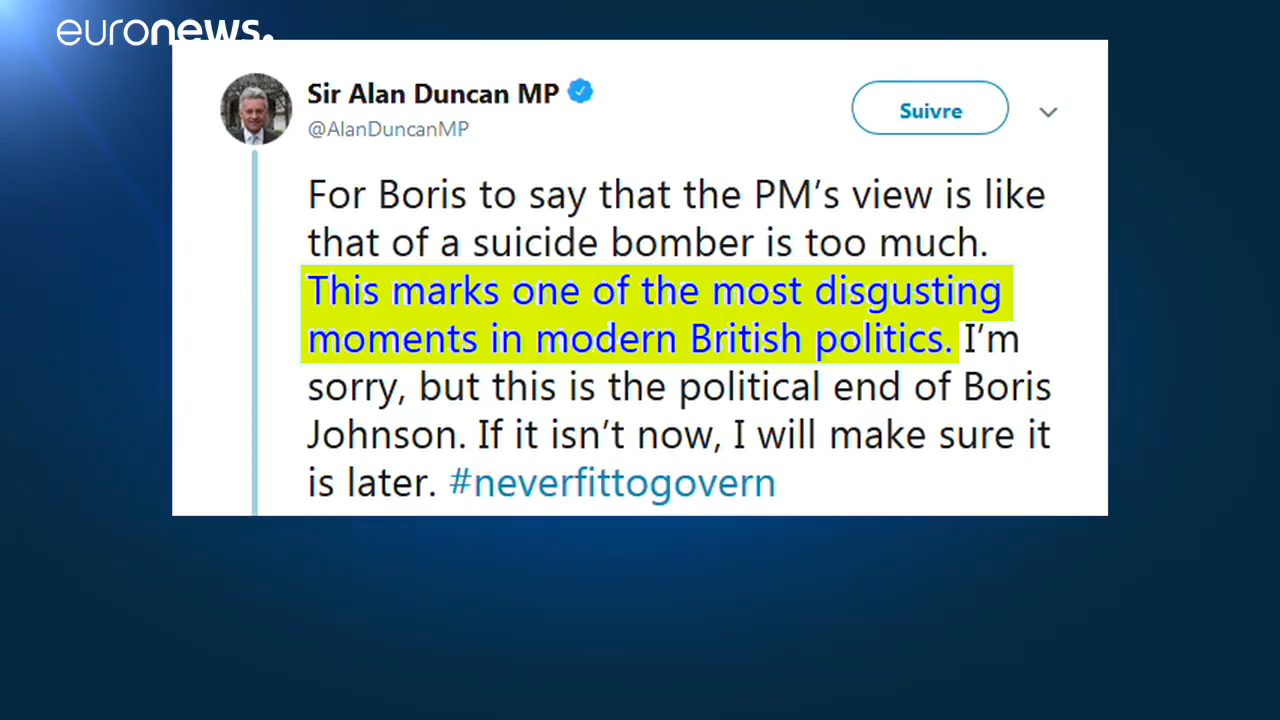 euronews.
Sir Alan Duncan MP
@AlanDuncanMP
Suivre
For Boris to say that the PM’s view is like
that of a suicide bomber is too much.
This marks one of the most disgusting
moments in modern British politics. I’m
sorry, but this is the political end of Boris
Johnson. If it isn’t now, I will make sure it
is later. #neverfittogovern